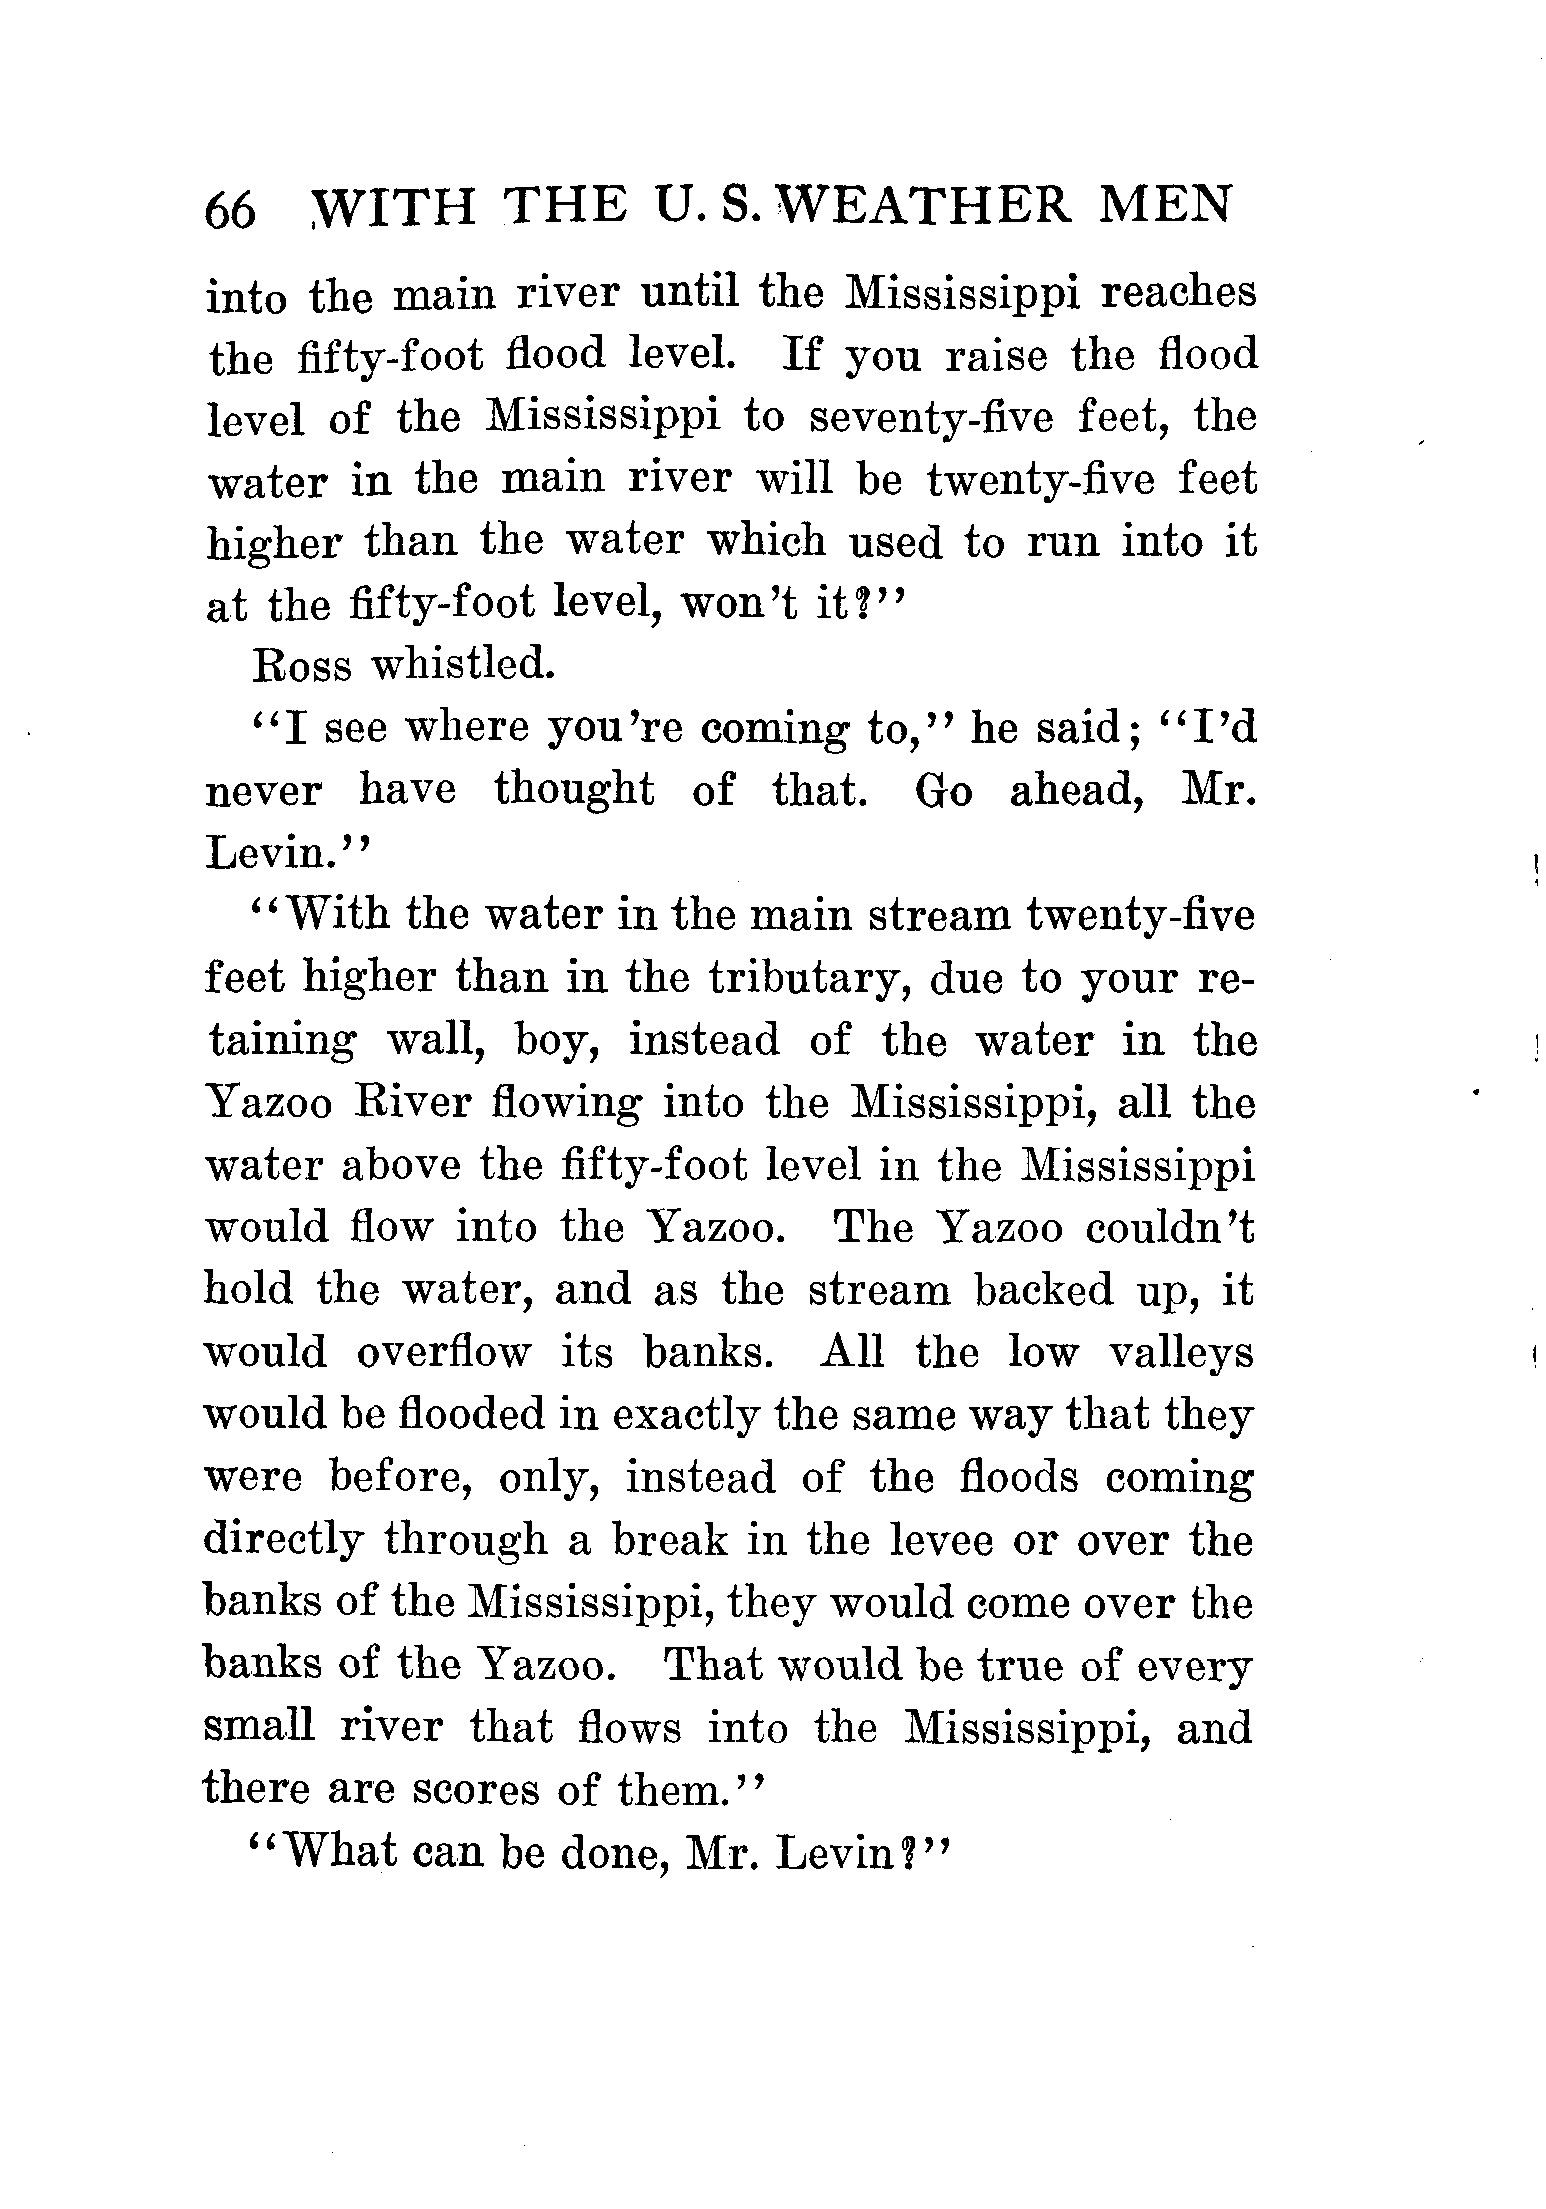 66 WITH THE U. S. WEATHER MEN
into the main river until the Mississippi reaches
the fifty-foot flood level. If you raise the flood
level of the Mississippi to seventy-five feet, the
water in the main river will be twenty-five feet
higher than the water which used to run into it
at the fifty-foot level, won't it?"
Ross whistled.
"I see where you're coming to," he said; "I'd
never have thought of that. Go ahead, Mr.
Levin."
"With the water in the main stream twenty-five
feet higher than in the tributary, due to your re-
taining wall, boy, instead of the water in the
Yazoo River flowing into the Mississippi, all the
water above the fifty-foot level in the Mississippi
would flow into the Yazoo. The Yazoo couldn't
hold the water, and as the stream backed up, it
would overflow its banks. All the low valleys
would be flooded in exactly the same way that they
were before, only, instead of the floods coming
directly through a break in the levee or over the
banks of the Mississippi, they would come over the
banks of the Yazoo. That would be true of every
small river that flows into the Mississippi, and
there are scores of them."
"What can be done, Mr. Levin?"